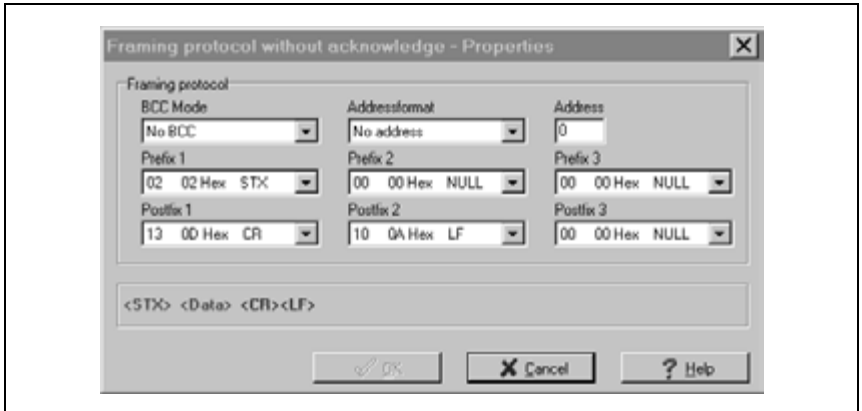 Framing protocol without acknowledge - Properties
Framing protocol
BCC Mode Addressformat Address
No BCC No address 0
Prefix 1 Prefix 2 Prefix 3
02 02 Hex STX 00 00 Hex NULL 00 00 Hex NULL
Postfix 1 Postfix 2 Postfix 3
13 0D Hex CR 10 0A Hex LF 00 00 Hex NULL
<STX> <Data> <CR><LF>
OK Cancel ? Help